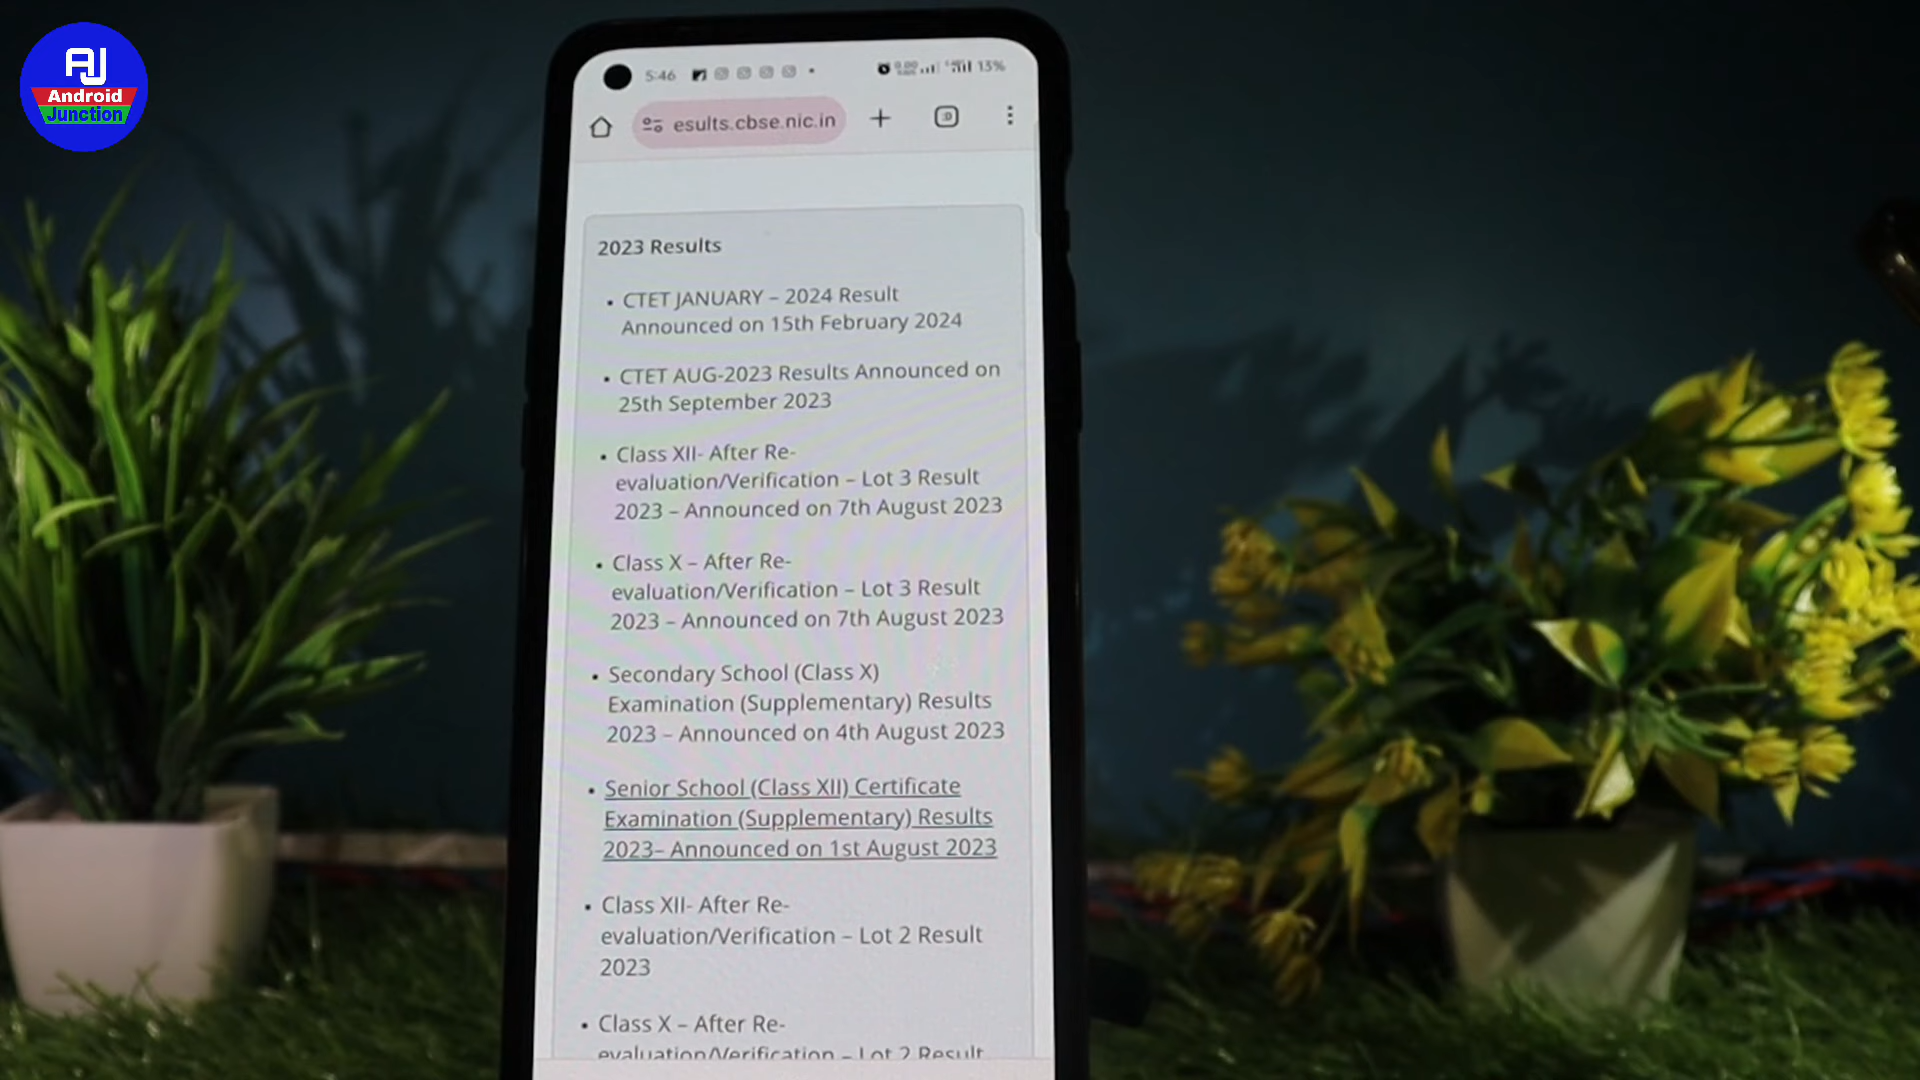 AJ
Android
Junction
5:46
13%
esults.cbse.nic.in
:D
2023 Results
• CTET JANUARY – 2024 Result
Announced on 15th February 2024
• CTET AUG-2023 Results Announced on
25th September 2023
• Class XII- After Re-
evaluation/Verification – Lot 3 Result
2023 – Announced on 7th August 2023
• Class X – After Re-
evaluation/Verification – Lot 3 Result
2023 – Announced on 7th August 2023
• Secondary School (Class X)
Examination (Supplementary) Results
2023 – Announced on 4th August 2023
• Senior School (Class XII) Certificate
Examination (Supplementary) Results
2023– Announced on 1st August 2023
• Class XII- After Re-
evaluation/Verification – Lot 2 Result
2023
• Class X – After Re-
evaluation/Verification – Lot 2 Result